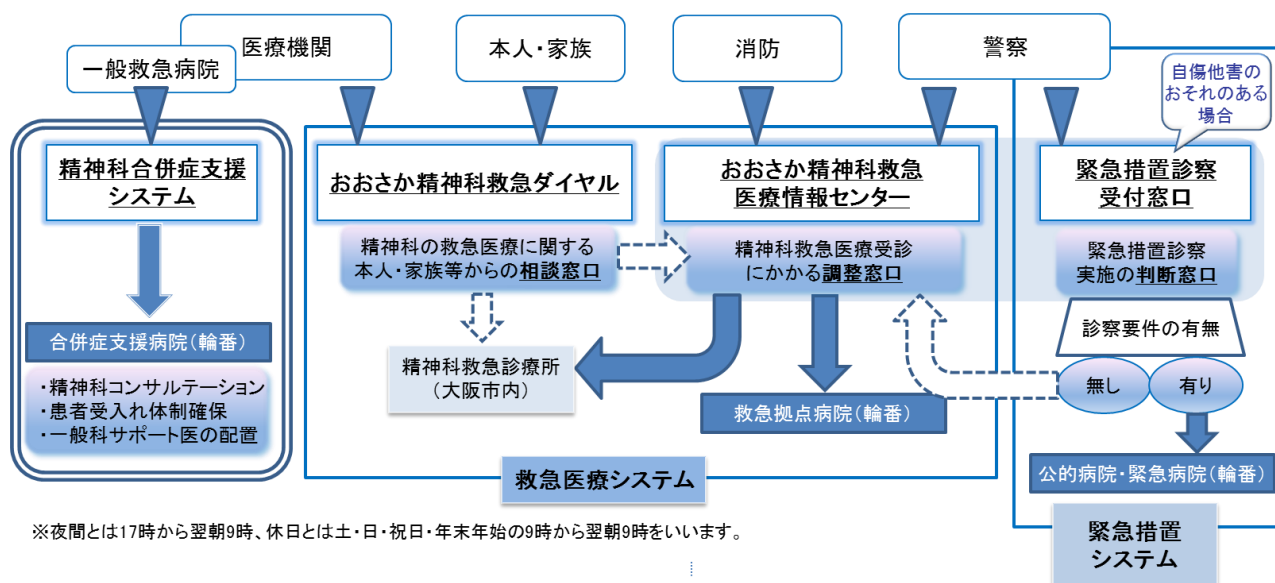 医療機関
一般救急病院
本人・家族
消防
警察
自傷他害の
おそれのある
場合
精神科合併症支援
システム
おおさか精神科救急ダイヤル
おおさか精神科救急
医療情報センター
緊急措置診察
受付窓口
精神科の救急医療に関する
本人・家族等からの相談窓口
精神科救急医療受診
にかかる調整窓口
緊急措置診察
実施の判断窓口
診察要件の有無
無し
有り
合併症支援病院(輪番)
・精神科コンサルテーション
・患者受入れ体制確保
・一般科サポート医の配置
精神科救急診療所
(大阪市内)
救急拠点病院(輪番)
公的病院・緊急病院(輪番)
救急医療システム
緊急措置
システム
※夜間とは17時から翌朝9時、休日とは土・日・祝日・年末年始の9時から翌朝9時をいいます。